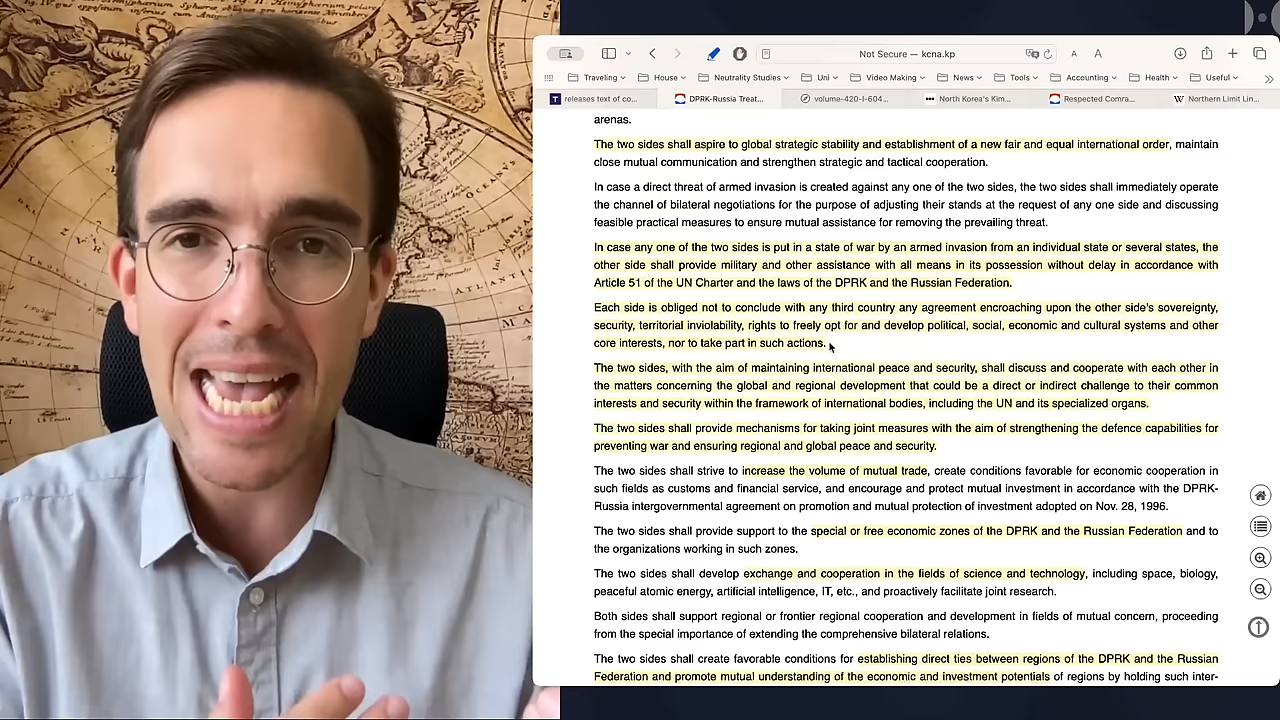 Not Secure — kcna.kp
A A
Traveling House Neutrality Studies Uni Video Making News Tools Accounting Health Useful
releases text of co... DPRK-Russia Treat... volume-420-I-604... North Korea's Kim... Respected Comra... Northern Limit Lin...
arenas.
The two sides shall aspire to global strategic stability and establishment of a new fair and equal international order, maintain
close mutual communication and strengthen strategic and tactical cooperation.
In case a direct threat of armed invasion is created against any one of the two sides, the two sides shall immediately operate
the channel of bilateral negotiations for the purpose of adjusting their stands at the request of any one side and discussing
feasible practical measures to ensure mutual assistance for removing the prevailing threat.
In case any one of the two sides is put in a state of war by an armed invasion from an individual state or several states, the
other side shall provide military and other assistance with all means in its possession without delay in accordance with
Article 51 of the UN Charter and the laws of the DPRK and the Russian Federation.
Each side is obliged not to conclude with any third country any agreement encroaching upon the other side's sovereignty,
security, territorial inviolability, rights to freely opt for and develop political, social, economic and cultural systems and other
core interests, nor to take part in such actions.
The two sides, with the aim of maintaining international peace and security, shall discuss and cooperate with each other in
the matters concerning the global and regional development that could be a direct or indirect challenge to their common
interests and security within the framework of international bodies, including the UN and its specialized organs.
The two sides shall provide mechanisms for taking joint measures with the aim of strengthening the defence capabilities for
preventing war and ensuring regional and global peace and security.
The two sides shall strive to increase the volume of mutual trade, create conditions favorable for economic cooperation in
such fields as customs and financial service, and encourage and protect mutual investment in accordance with the DPRK-
Russia intergovernmental agreement on promotion and mutual protection of investment adopted on Nov. 28, 1996.
The two sides shall provide support to the special or free economic zones of the DPRK and the Russian Federation and to
the organizations working in such zones.
The two sides shall develop exchange and cooperation in the fields of science and technology, including space, biology,
peaceful atomic energy, artificial intelligence, IT, etc., and proactively facilitate joint research.
Both sides shall support regional or frontier regional cooperation and development in fields of mutual concern, proceeding
from the special importance of extending the comprehensive bilateral relations.
The two sides shall create favorable conditions for establishing direct ties between regions of the DPRK and the Russian
Federation and promote mutual understanding of the economic and investment potentials of regions by holding such inter-